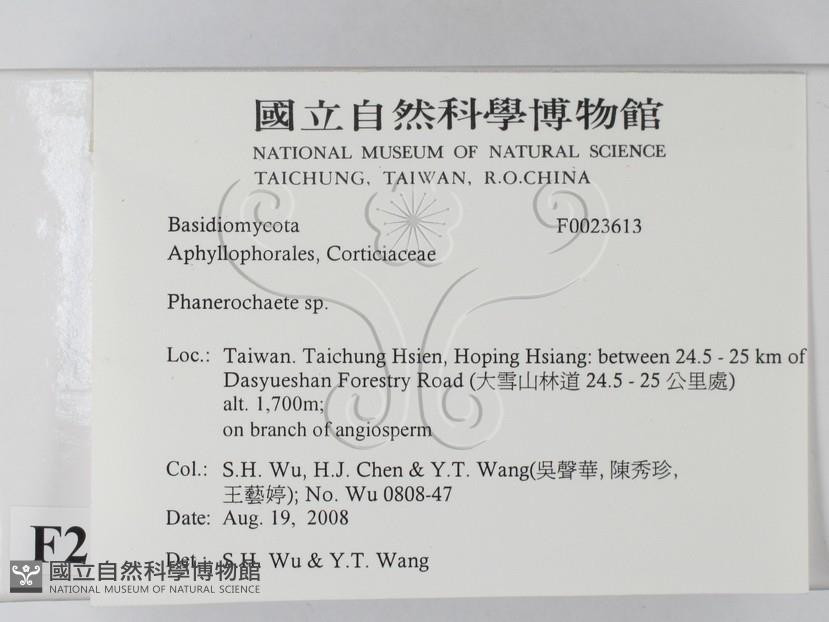 國立自然科學博物館
NATIONAL MUSEUM OF NATURAL SCIENCE
TAICHUNG, TAIWAN, R.O.CHINA
Basidiomycota F0023613
Aphyllophorales, Corticiaceae
Phanerochaete sp.
Loc.: Taiwan. Taichung Hsien, Hoping Hsiang: between 24.5 - 25 km of
Dasyueshan Forestry Road (大雪山林道 24.5 - 25 公里處)
alt. 1,700m;
on branch of angiosperm
Col.: S.H. Wu, H.J. Chen & Y.T. Wang(吳聲華, 陳秀珍,
王藝婷); No. Wu 0808-47
Date: Aug. 19, 2008
Det.: S.H. Wu & Y.T. Wang
F2
國立自然科學博物館
NATIONAL MUSEUM OF NATURAL SCIENCE